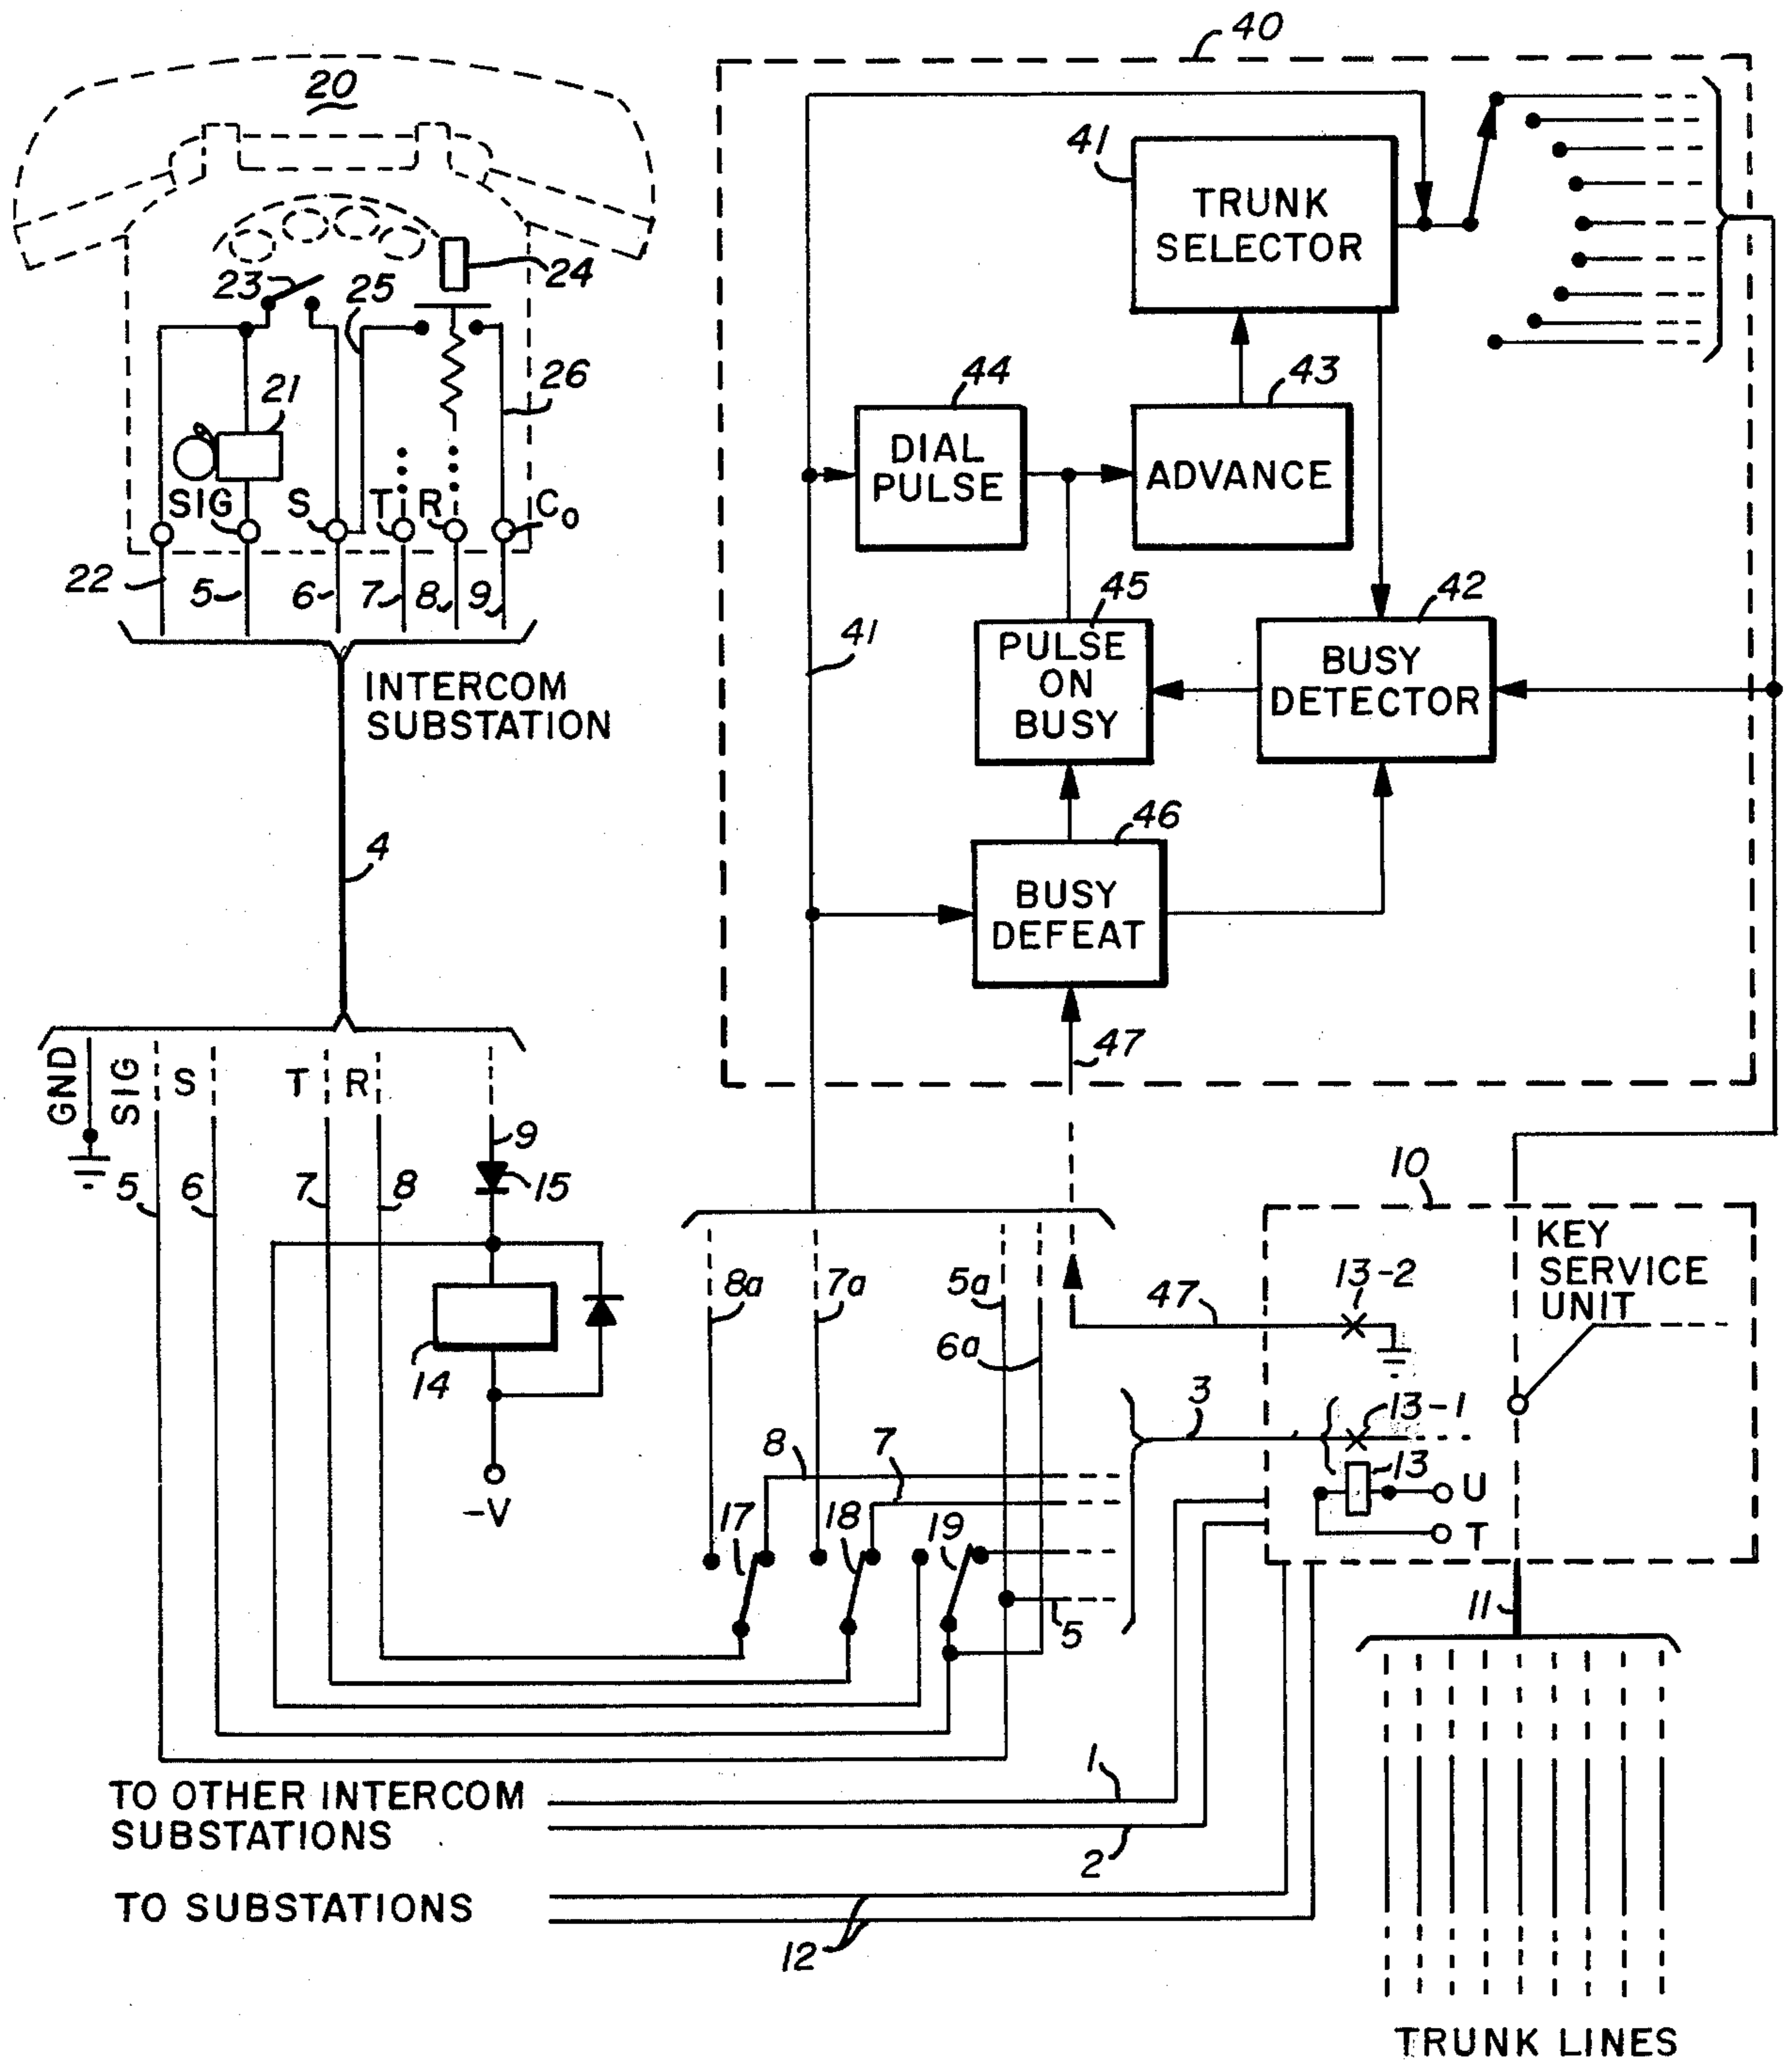 20
23
25
24
21
26
SIG
S
T
R
C₀
22
5
6
7
8
9
INTERCOM
SUBSTATION
4
40
41
TRUNK
SELECTOR
44
43
DIAL
PULSE
ADVANCE
45
42
41
PULSE
ON
BUSY
BUSY
DETECTOR
46
BUSY
DEFEAT
47
GND
SIG
S
T
R
9
5
6
7
8
15
14
-V
8a
7a
5a
6a
10
KEY
SERVICE
UNIT
13-2
47
3
13-1
13
U
T
8
7
17
18
19
5
11
1
TO OTHER INTERCOM
SUBSTATIONS
2
TO SUBSTATIONS
12
TRUNK LINES